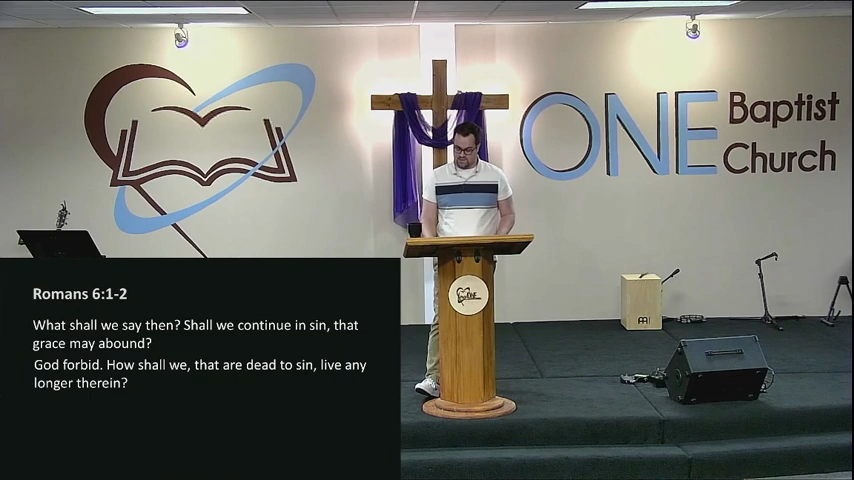 ONE
Baptist
Church
ONE
Romans 6:1-2
What shall we say then? Shall we continue in sin, that
grace may abound?
God forbid. How shall we, that are dead to sin, live any
longer therein?